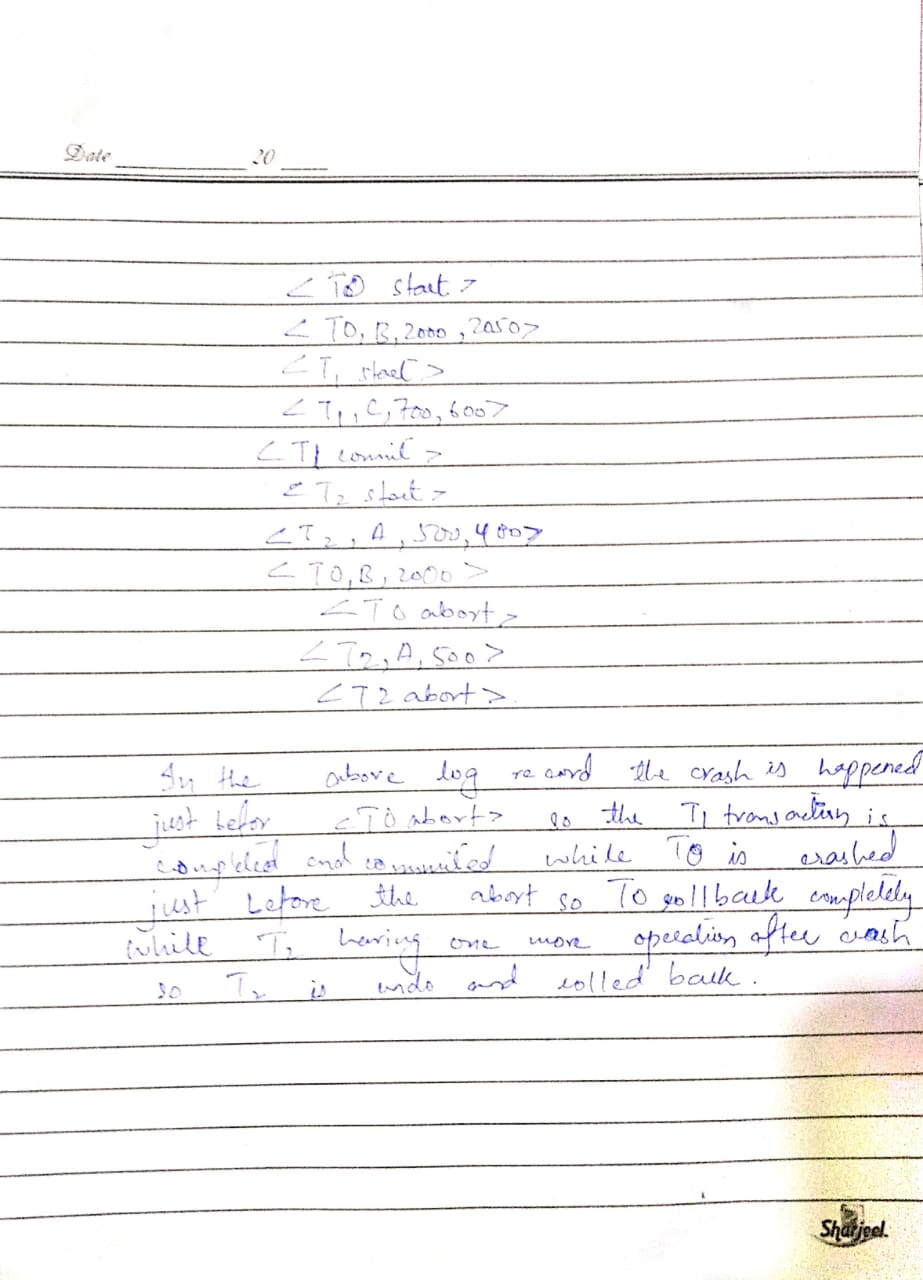 Date 20
< T0 start >
< T0, B, 2000, 2050>
< T1 start >
< T1, C, 700, 600>
< T1 commit >
< T2 start >
< T2, A, 500, 400>
< T0, B, 2000 >
< T0 abort >
< T2, A, 500 >
< T2 abort >.
In the above log record the crash is happened
just befor < T0 abort > so the T1 transaction is
completed and commited while T0 is crashed
just before the abort so T0 rollback completely
while T2 having one more operation after crash
so T2 is undo and rolled back.
Sharjeel.